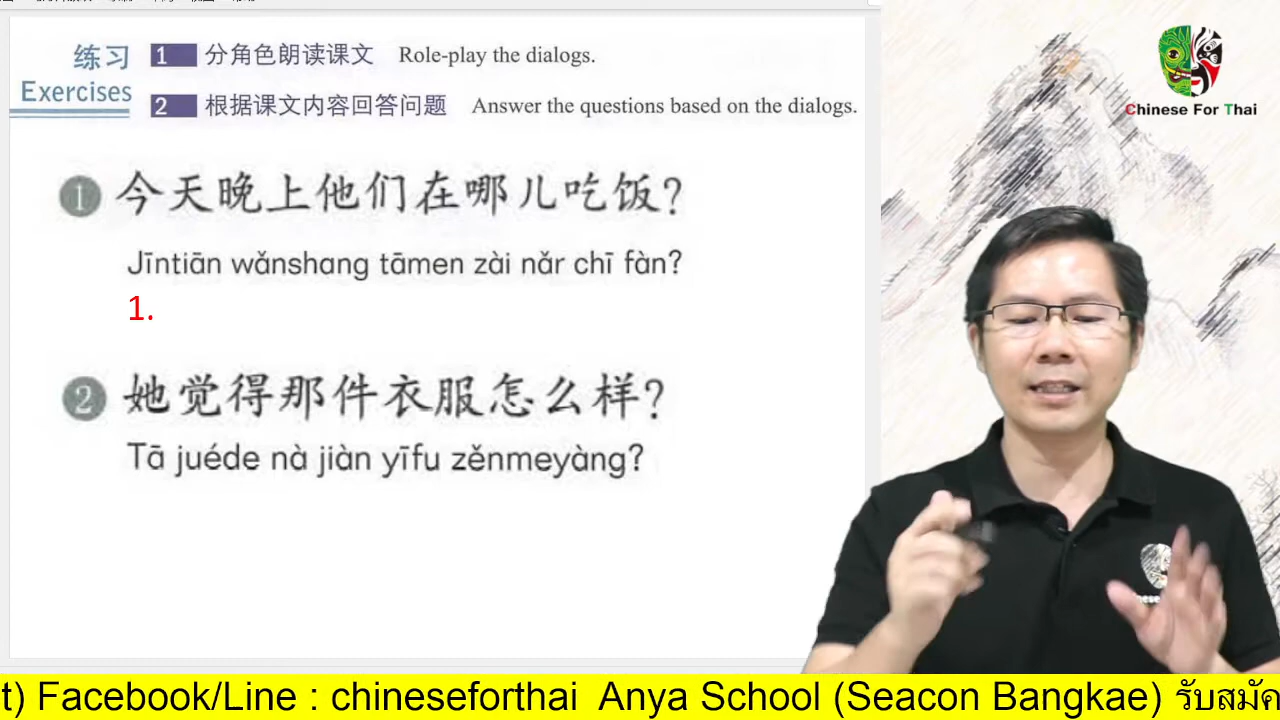 练习 1 分角色朗读课文 Role-play the dialogs.
Exercises 2 根据课文内容回答问题 Answer the questions based on the dialogs.
Chinese For Thai
1 今天晚上他们在哪儿吃饭?
Jīntiān wǎnshang tāmen zài nǎr chī fàn?
1.
2 她觉得那件衣服怎么样?
Tā juéde nà jiàn yīfu zěnmeyàng?
t) Facebook/Line : chineseforthai Anya School (Seacon Bangkae) รับสมัค